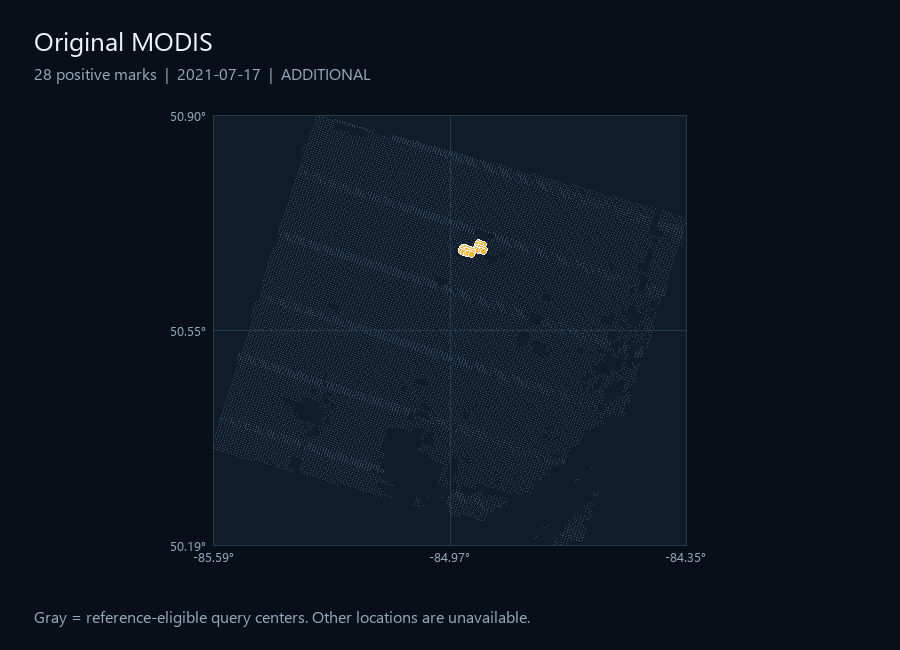 Original MODIS
28 positive marks | 2021-07-17 | ADDITIONAL
50.90°
50.55°
50.19°
-85.59°
-84.97°
-84.35°
Gray = reference-eligible query centers. Other locations are unavailable.